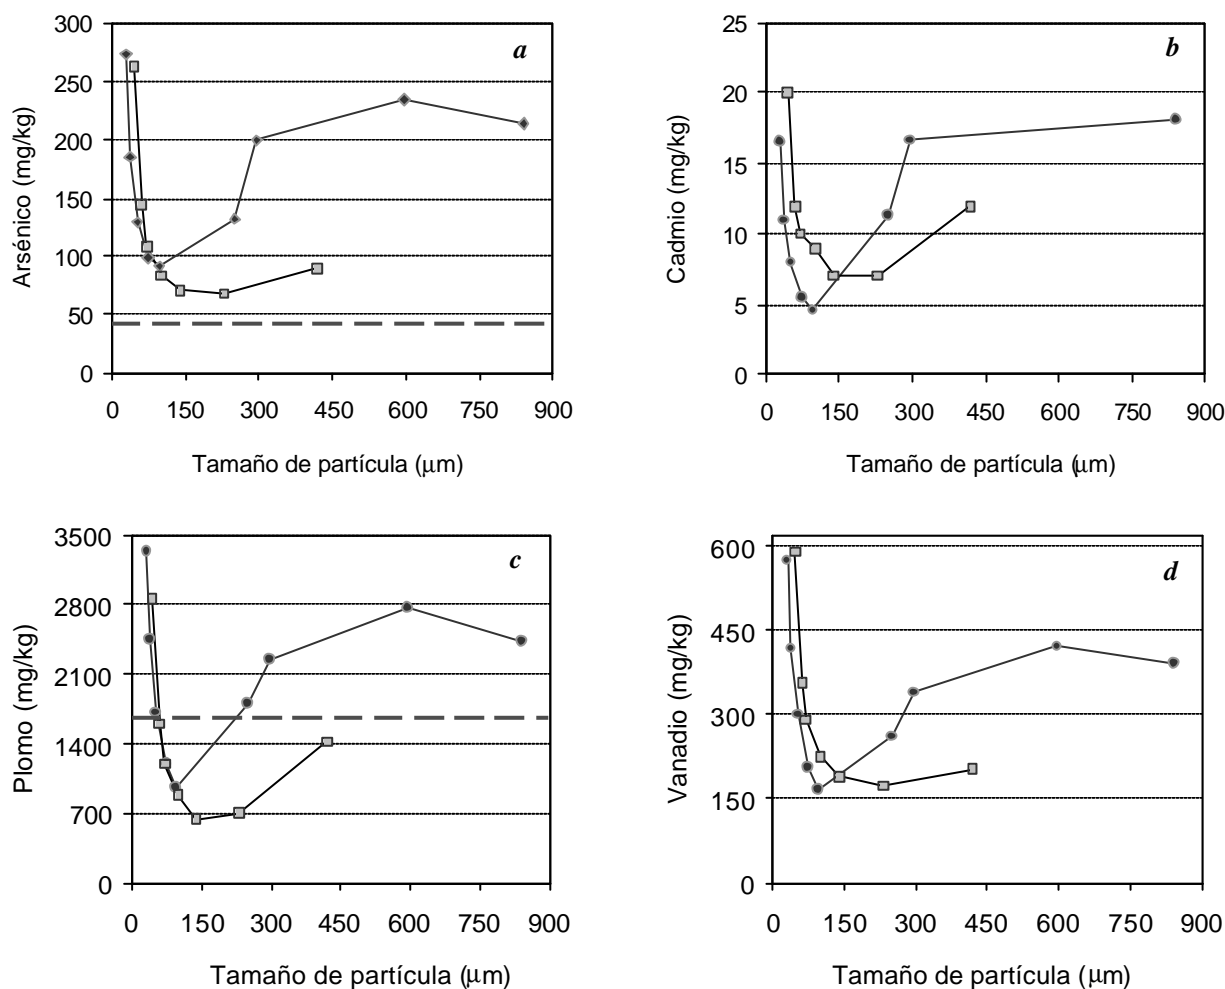 300
250
200
150
100
50
0
Arsénico (mg/kg)
a
0 150 300 450 600 750 900
Tamaño de partícula (μm)
25
20
15
10
5
0
Cadmio (mg/kg)
b
0 150 300 450 600 750 900
Tamaño de partícula (μm)
3500
2800
2100
1400
700
0
Plomo (mg/kg)
c
0 150 300 450 600 750 900
Tamaño de partícula (μm)
600
450
300
150
0
Vanadio (mg/kg)
d
0 150 300 450 600 750 900
Tamaño de partícula (μm)